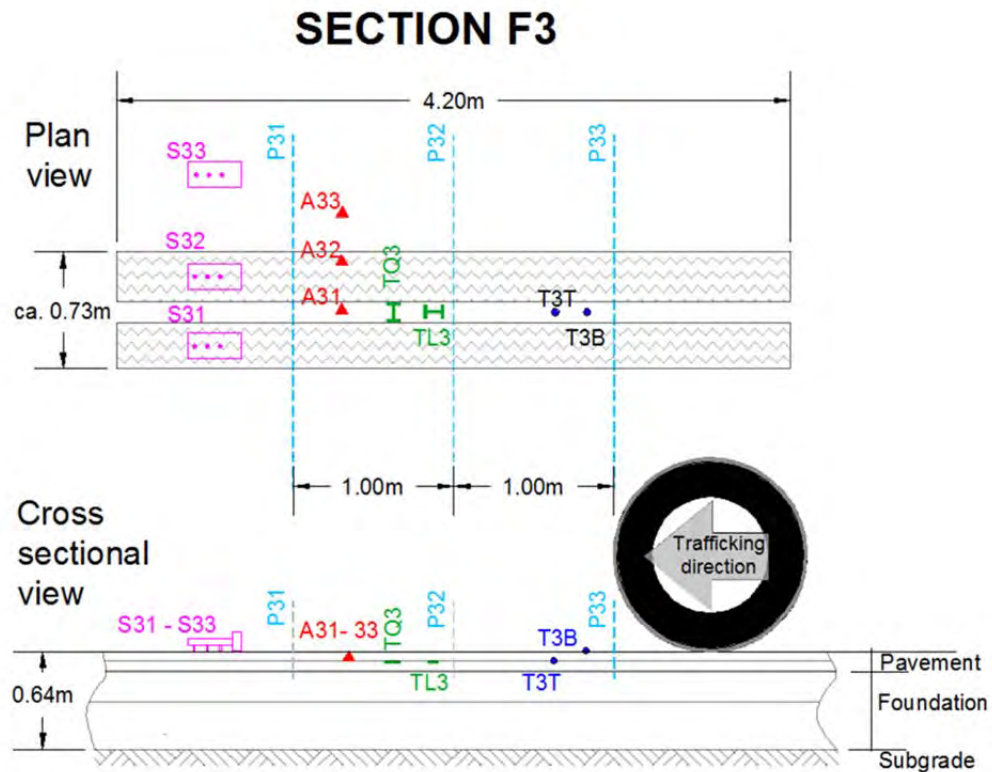 SECTION F3
4.20m
Plan
view
P31
P32
P33
S33
A33
S32
A32
TQ3
ca. 0.73m
A31
S31
T3T
TL3
T3B
1.00m
1.00m
Cross
sectional
view
Trafficking
direction
P31
P32
P33
S31 - S33
A31- 33
TQ3
T3B
0.64m
TL3
T3T
Pavement
Foundation
Subgrade